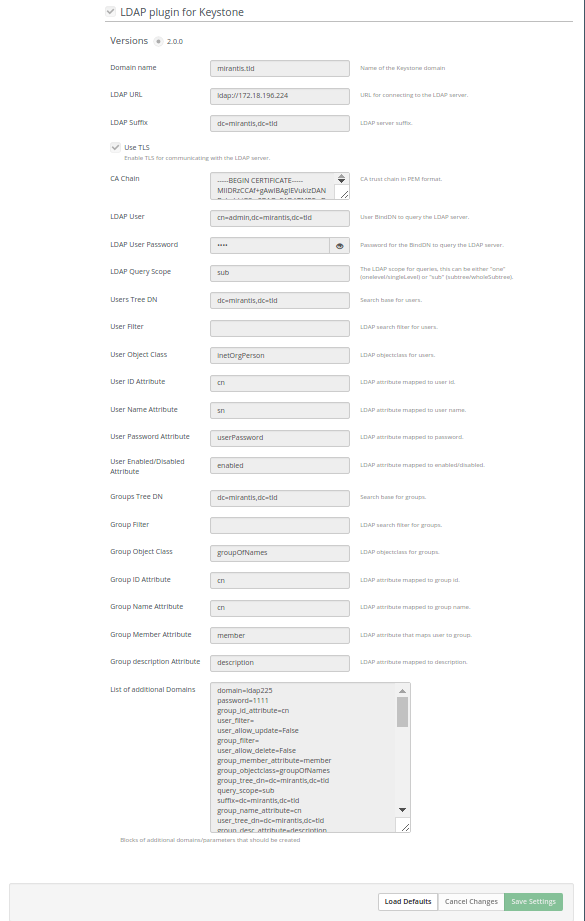 LDAP plugin for Keystone
Versions 2.0.0
Domain name mirantis.tld Name of the Keystone domain
LDAP URL ldap://172.18.196.224 URL for connecting to the LDAP server.
LDAP Suffix dc=mirantis,dc=tld LDAP server suffix.
Use TLS
Enable TLS for communicating with the LDAP server.
CA Chain -----BEGIN CERTIFICATE----- CA trust chain in PEM format.
LDAP User cn=admin,dc=mirantis,dc=tld User BindDN to query the LDAP server.
LDAP User Password •••• Password for the BindDN to query the LDAP server.
LDAP Query Scope sub The LDAP scope for queries, this can be either "one"
(onelevel/singleLevel) or "sub" (subtree/wholeSubtree).
Users Tree DN dc=mirantis,dc=tld Search base for users.
User Filter LDAP search filter for users.
User Object Class inetOrgPerson LDAP objectclass for users.
User ID Attribute cn LDAP attribute mapped to user id.
User Name Attribute sn LDAP attribute mapped to user name.
User Password Attribute userPassword LDAP attribute mapped to password.
User Enabled/Disabled
Attribute enabled LDAP attribute mapped to enabled/disabled.
Groups Tree DN dc=mirantis,dc=tld Search base for groups.
Group Filter LDAP search filter for groups.
Group Object Class groupOfNames LDAP objectclass for groups.
Group ID Attribute cn LDAP attribute mapped to group id.
Group Name Attribute cn LDAP attribute mapped to group name.
Group Member Attribute member LDAP attribute that maps user to group.
Group description Attribute description LDAP attribute mapped to description.
List of additional Domains domain=ldap225
password=1111
group_id_attribute=cn
user_filter=
user_allow_update=False
group_filter=
user_allow_delete=False
group_member_attribute=member
group_objectclass=groupOfNames
group_tree_dn=dc=mirantis,dc=tld
query_scope=sub
suffix=dc=mirantis,dc=tld
group_name_attribute=cn
user_tree_dn=dc=mirantis,dc=tld
group_desc_attribute=description
Blocks of additional domains/parameters that should be created
Load Defaults Cancel Changes Save Settings